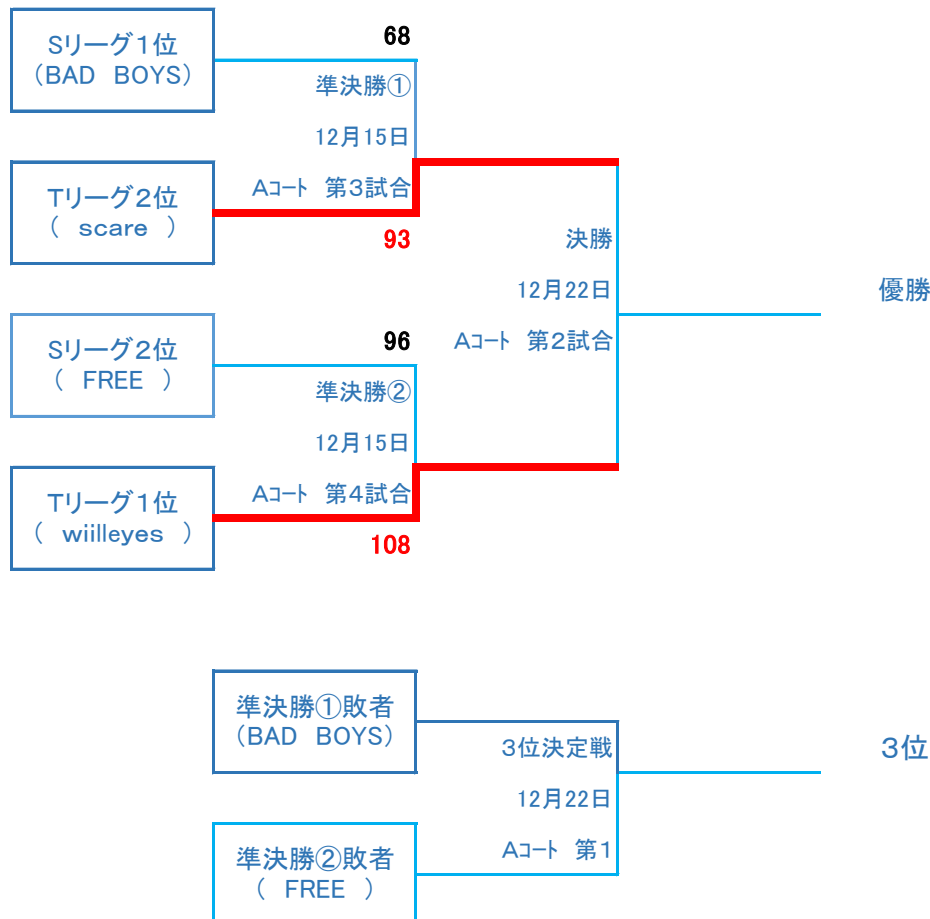 68
Sリーグ1位
（BAD　BOYS）
準決勝①
12月15日
Aコート　第3試合
Tリーグ2位
（　scare　）
93
決勝
12月22日
Aコート　第2試合
優勝
96
Sリーグ2位
（　FREE　）
準決勝②
12月15日
Aコート　第4試合
Tリーグ1位
（　wiilleyes　）
108
準決勝①敗者
（BAD　BOYS）
3位決定戦
12月22日
Aコート　第1
3位
準決勝②敗者
（　FREE　）